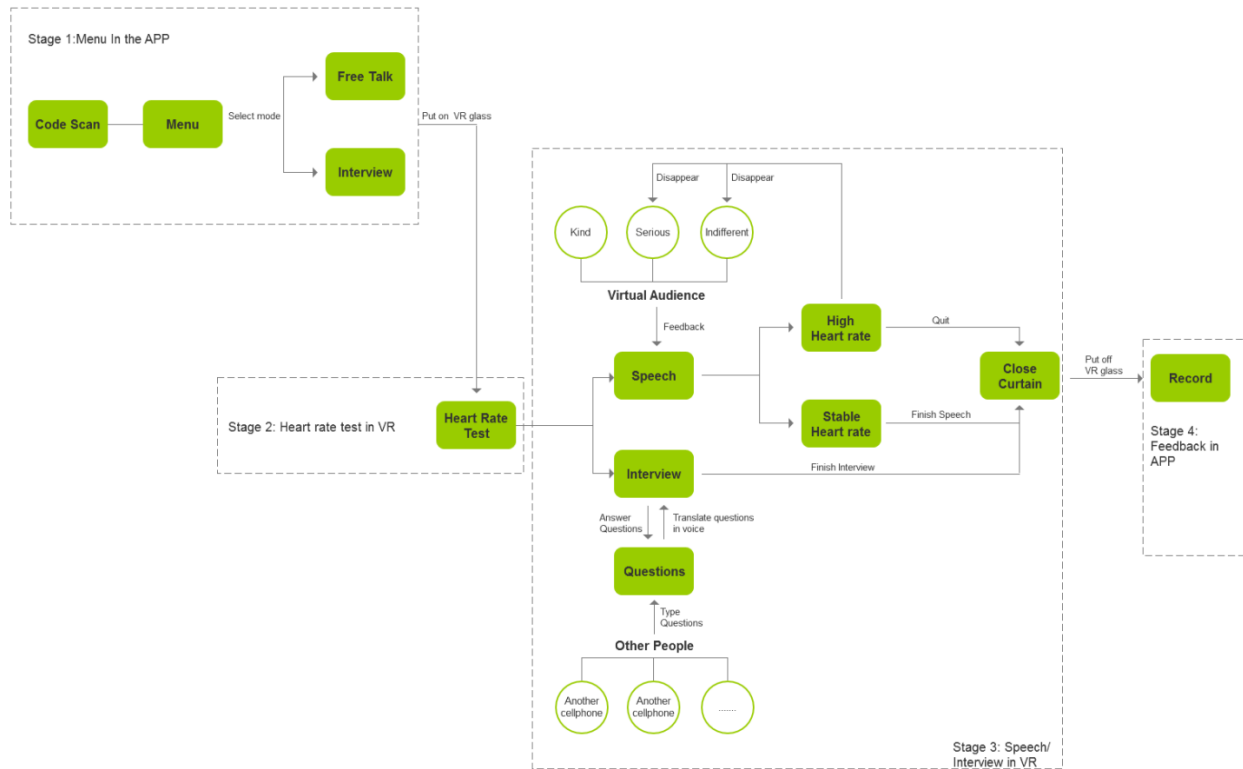 Stage 1:Menu In the APP
Code Scan
Menu
Select mode
Free Talk
Interview
Put on VR glass
Stage 2: Heart rate test in VR
Heart Rate
Test
Disappear
Disappear
Kind
Serious
Indifferent
Virtual Audience
Feedback
Speech
High
Heart rate
Quit
Stable
Heart rate
Finish Speech
Close
Curtain
Interview
Finish Interview
Answer
Questions
Translate questions
in voice
Questions
Type
Questions
Other People
Another
cellphone
Another
cellphone
.......
Stage 3: Speech/
Interview in VR
Put off
VR glass
Record
Stage 4:
Feedback in
APP